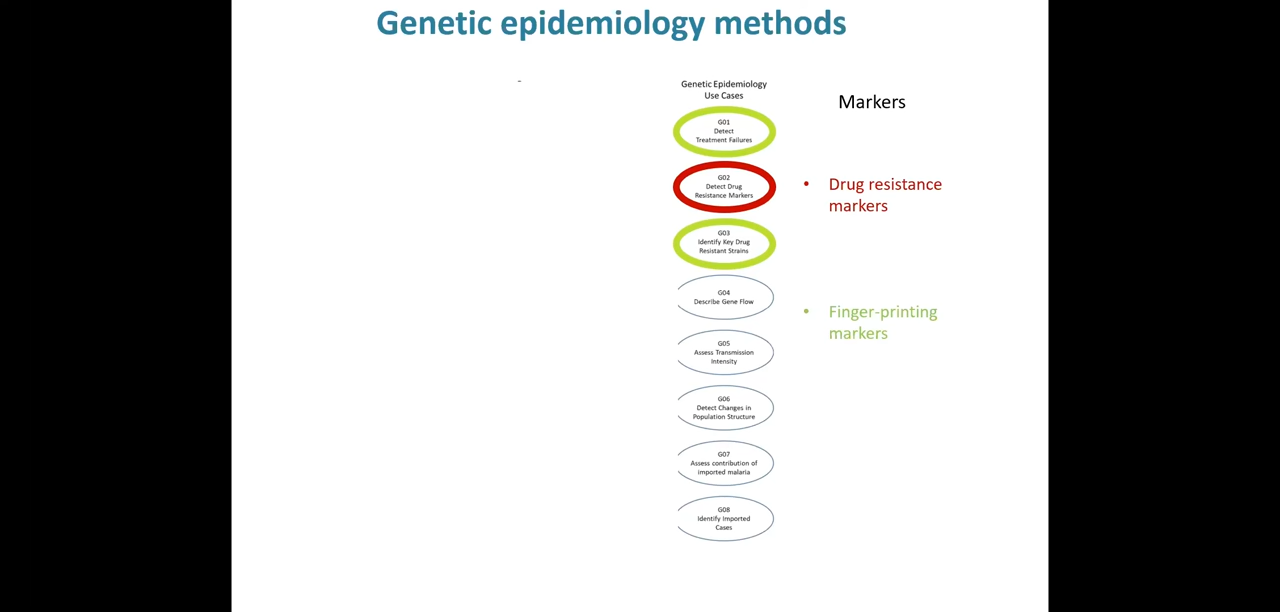 Genetic epidemiology methods
Genetic Epidemiology
Use Cases
Markers
G01
Detect
Treatment Failures
G02
Detect Drug
Resistance Markers
• Drug resistance
markers
G03
Identify Key Drug
Resistant Strains
G04
Describe Gene Flow
• Finger-printing
markers
G05
Assess Transmission
Intensity
G06
Detect Changes in
Population Structure
G07
Assess contribution of
imported malaria
G08
Identify Imported
Cases